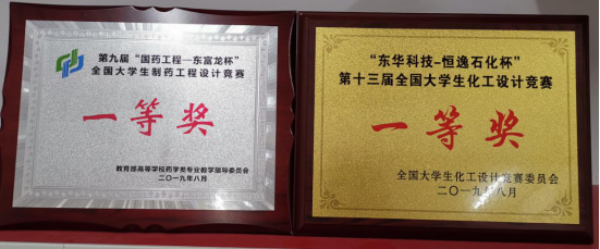 第九届“国药工程—东富龙杯”
全国大学生制药工程设计竞赛
一等奖
教育部高等学校药学类专业教学指导委员会
二〇一九年八月
“东华科技-恒逸石化杯”
第十三届全国大学生化工设计竞赛
一等奖
全国大学生化工设计竞赛委员会
二〇一九年八月